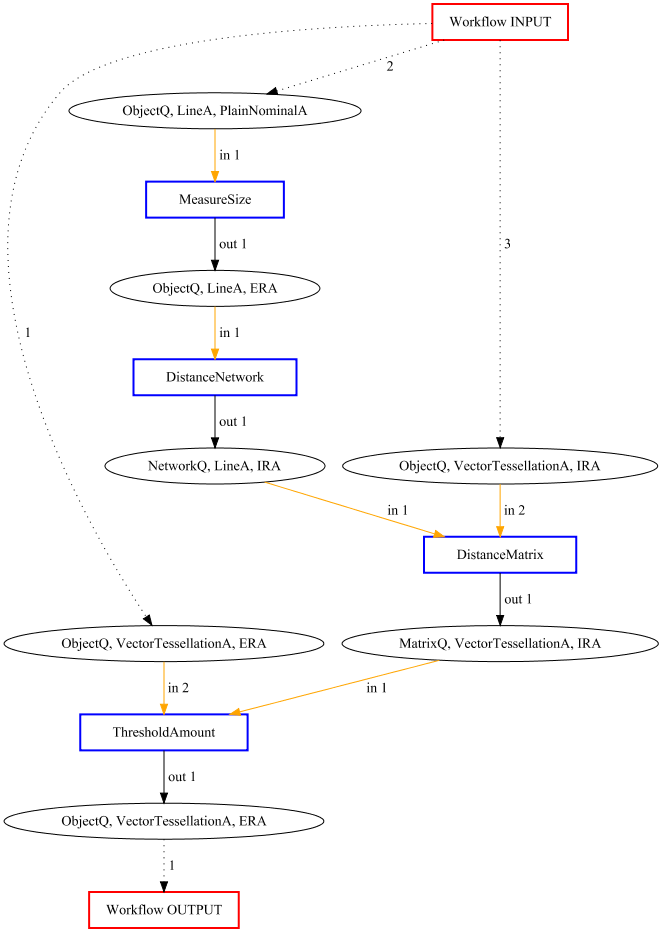 Workflow INPUT
2
ObjectQ, LineA, PlainNominalA
in 1
MeasureSize
out 1
3
ObjectQ, LineA, ERA
1
in 1
DistanceNetwork
out 1
NetworkQ, LineA, IRA
ObjectQ, VectorTessellationA, IRA
in 1
in 2
DistanceMatrix
out 1
ObjectQ, VectorTessellationA, ERA
MatrixQ, VectorTessellationA, IRA
in 2
in 1
ThresholdAmount
out 1
ObjectQ, VectorTessellationA, ERA
1
Workflow OUTPUT